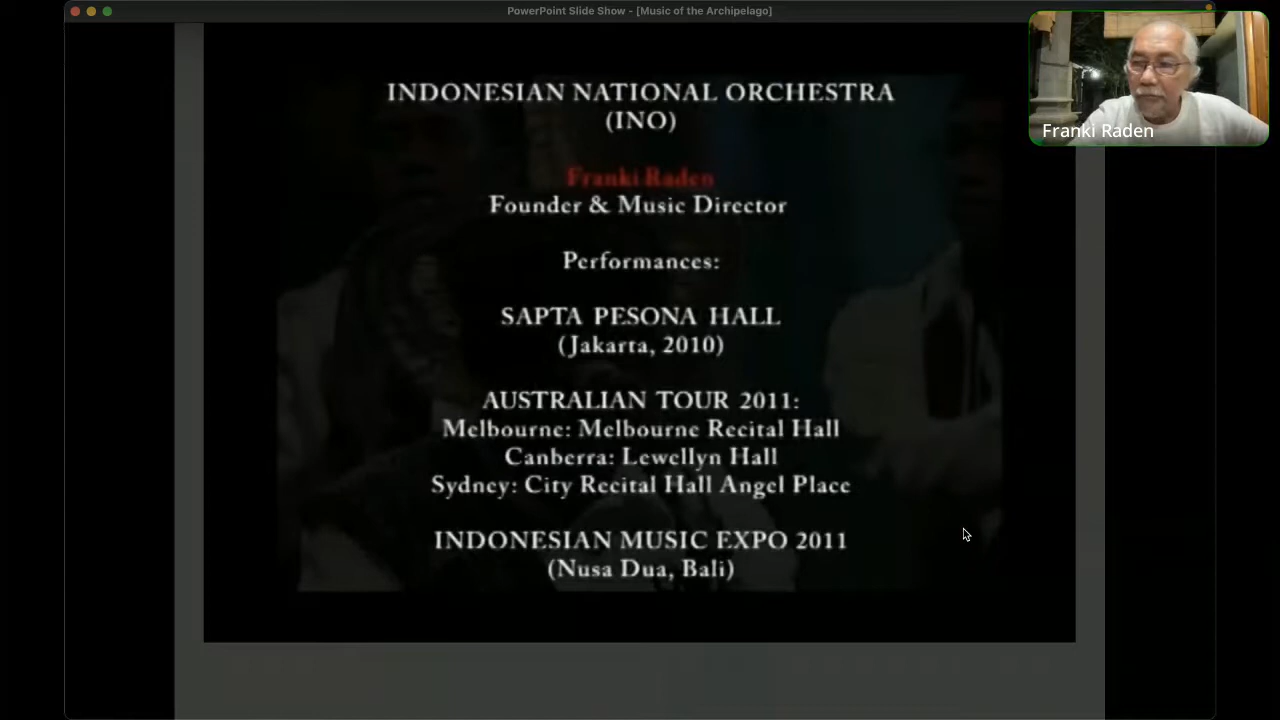 PowerPoint Slide Show - [Music of the Archipelago]
INDONESIAN NATIONAL ORCHESTRA
(INO)
Franki Raden
Founder & Music Director
Performances:
SAPTA PESONA HALL
(Jakarta, 2010)
AUSTRALIAN TOUR 2011:
Melbourne: Melbourne Recital Hall
Canberra: Lewellyn Hall
Sydney: City Recital Hall Angel Place
INDONESIAN MUSIC EXPO 2011
(Nusa Dua, Bali)
Franki Raden